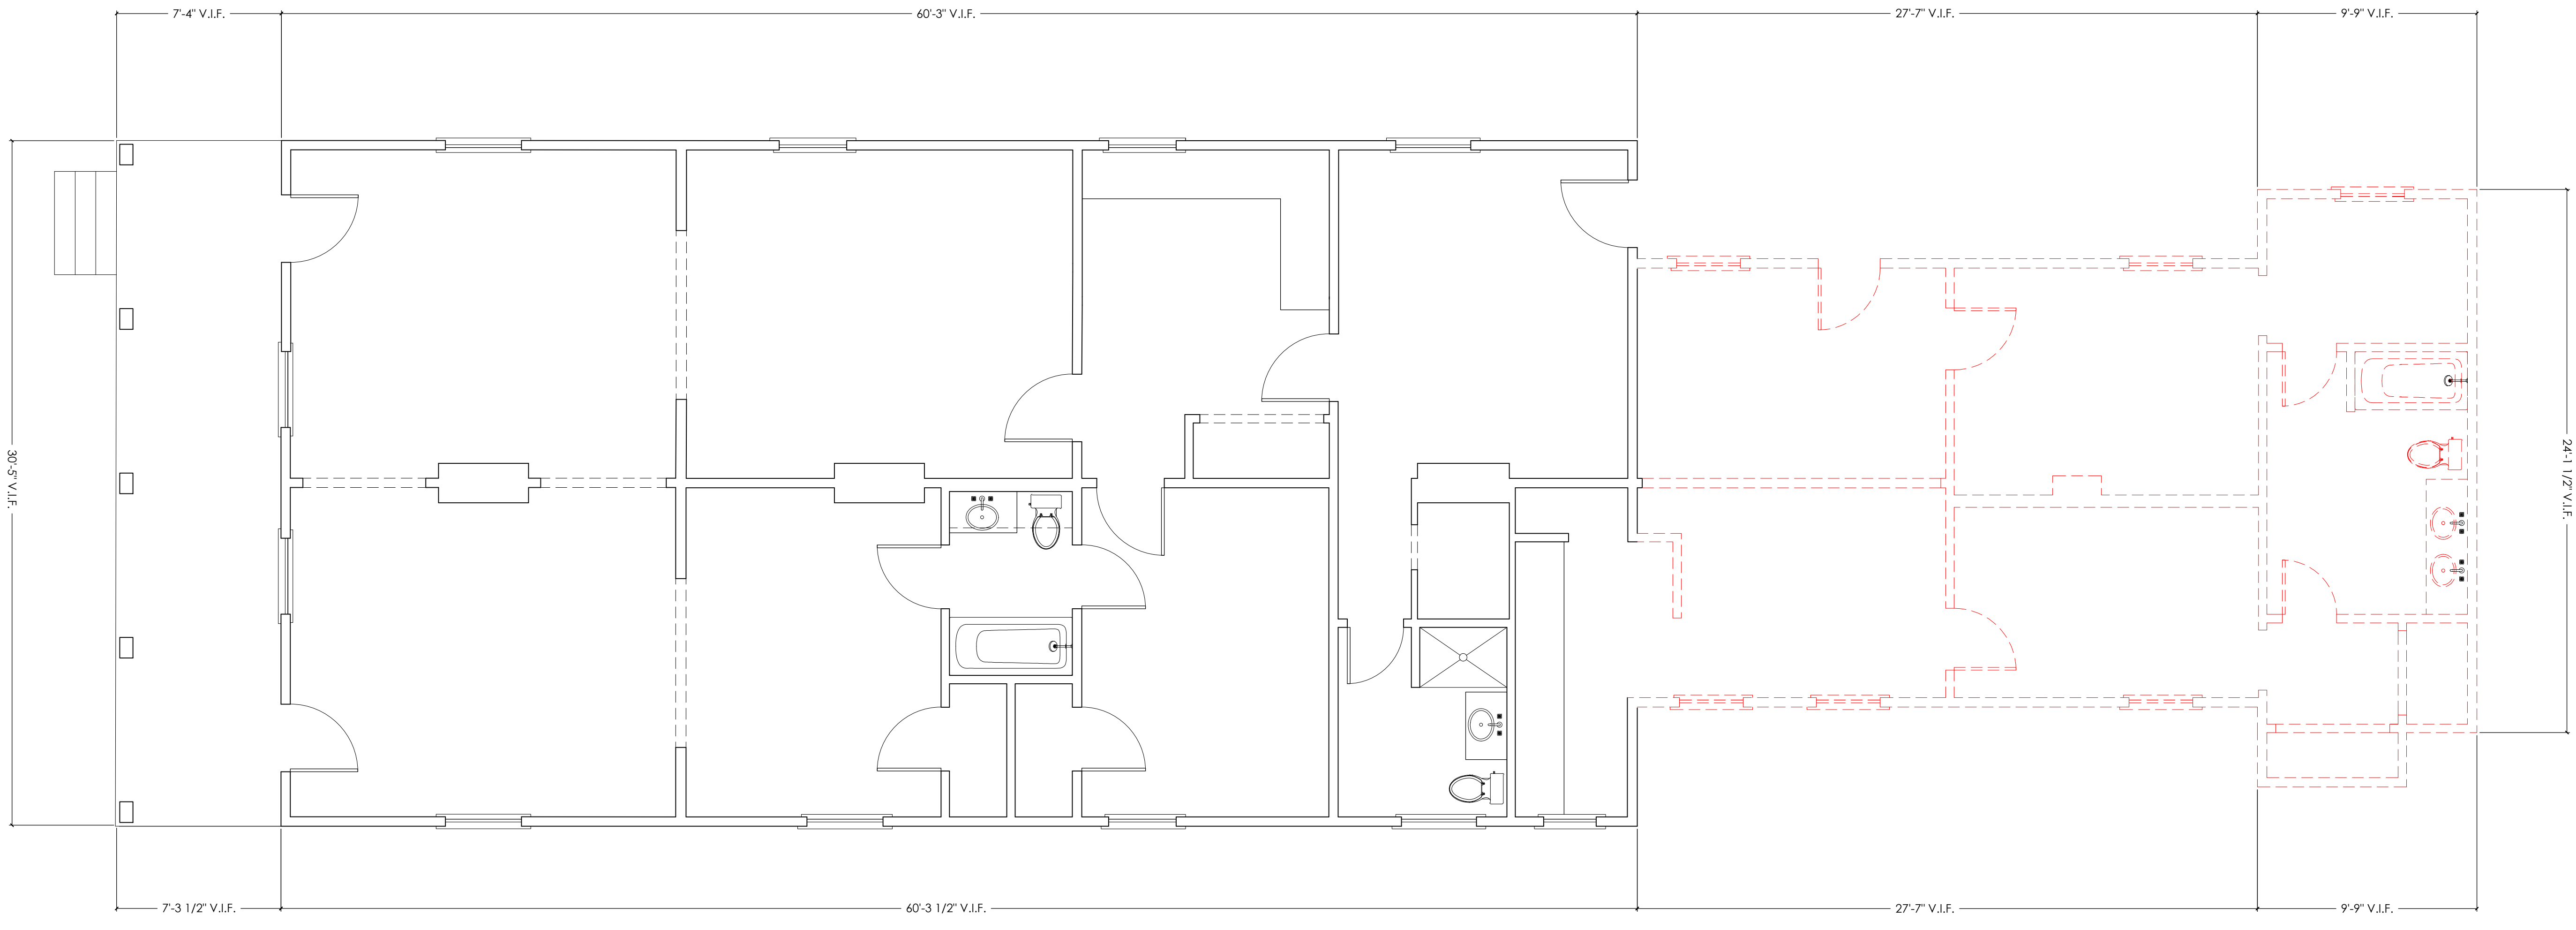 7'-4" V.I.F.
60'-3" V.I.F.
27'-7" V.I.F.
9'-9" V.I.F.
30'-5" V.I.F.
24'-1 1/2" V.I.F.
7'-3 1/2" V.I.F.
60'-3 1/2" V.I.F.
27'-7" V.I.F.
9'-9" V.I.F.